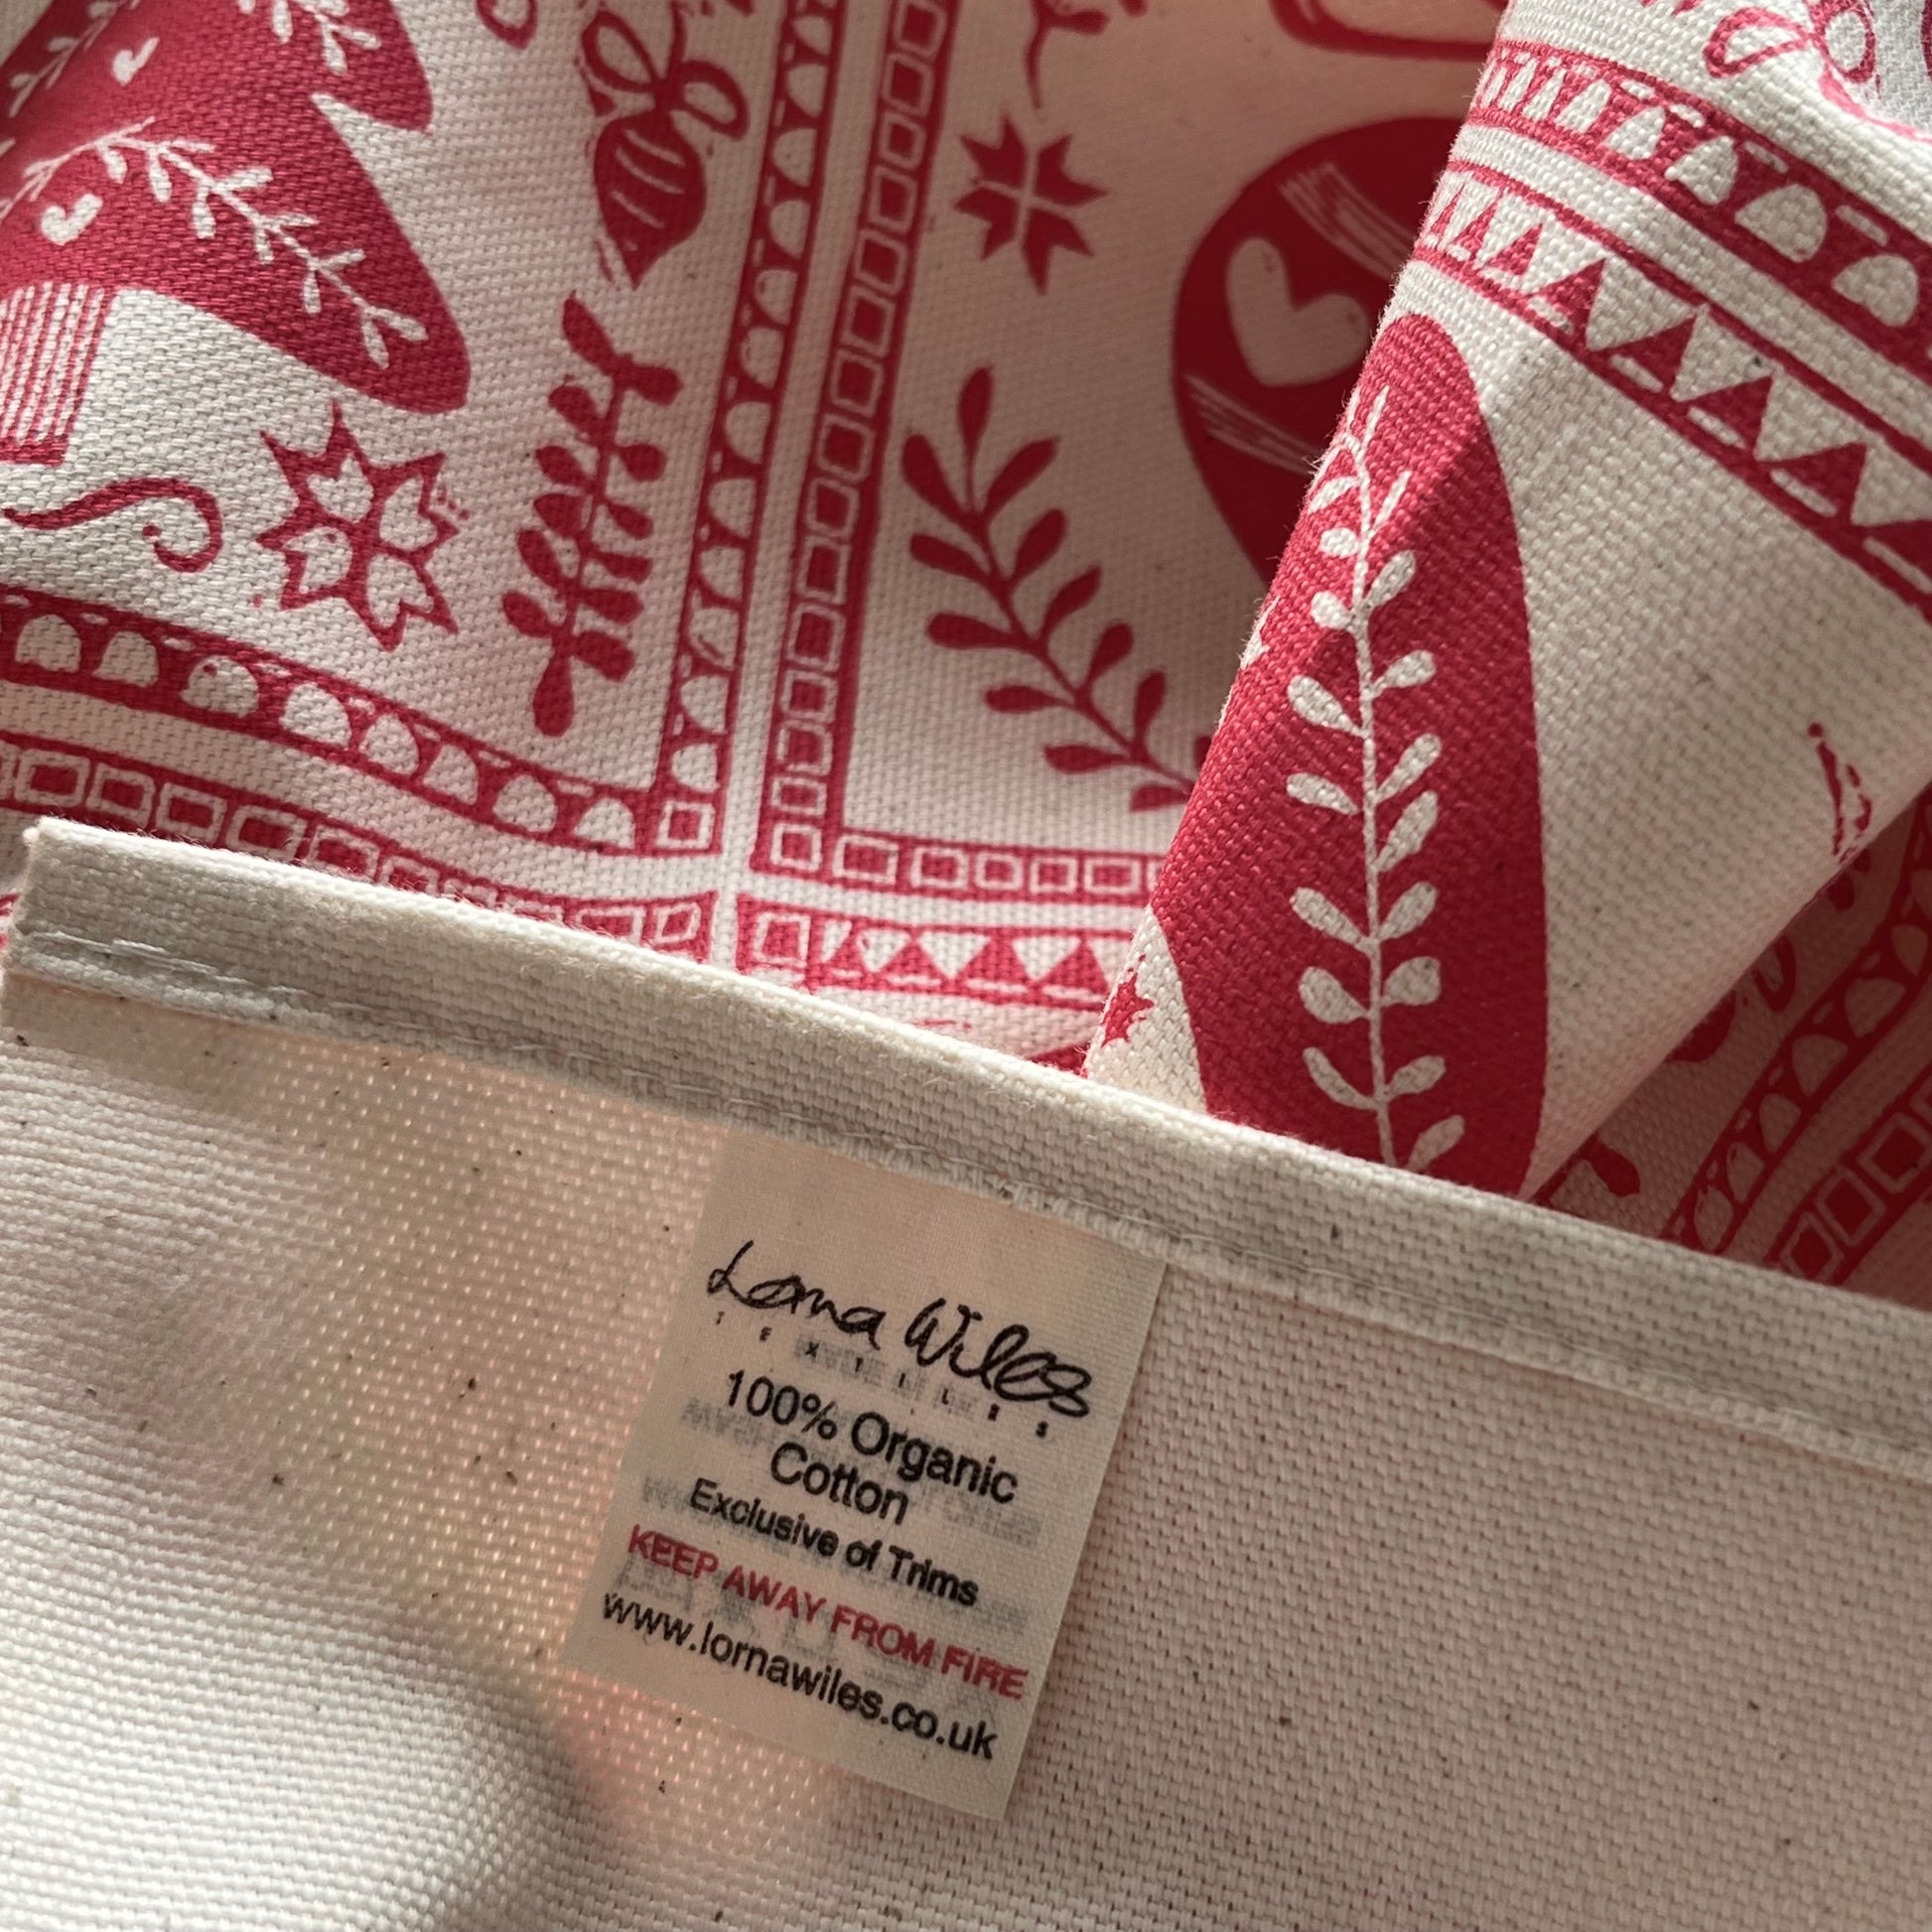 Lorna Wiles
TEXTILES
100% Organic
Cotton
Exclusive of Trims
KEEP AWAY FROM FIRE
www.lornawiles.co.uk